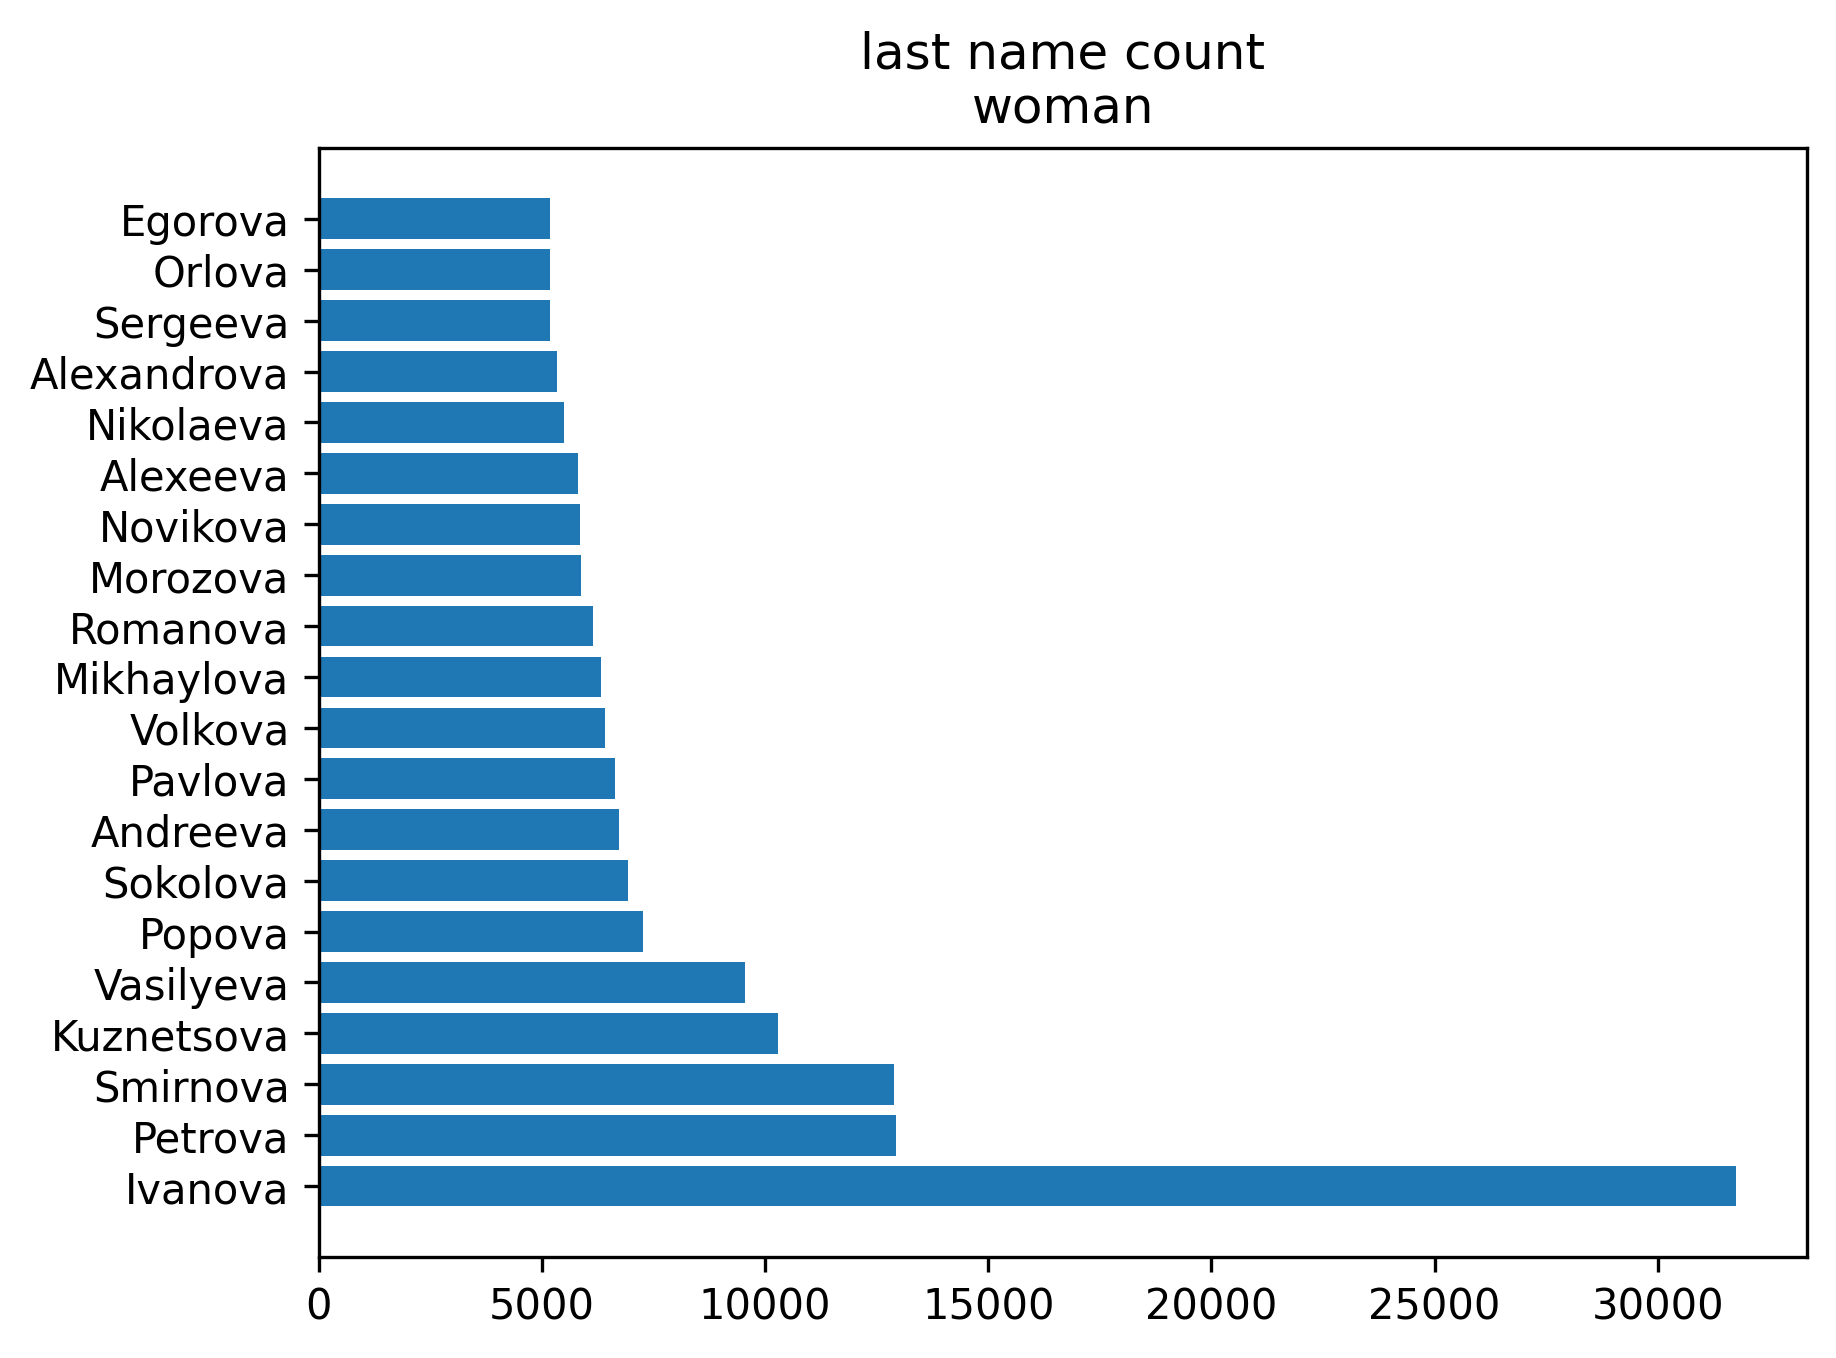 last name count
woman
Egorova
Orlova
Sergeeva
Alexandrova
Nikolaeva
Alexeeva
Novikova
Morozova
Romanova
Mikhaylova
Volkova
Pavlova
Andreeva
Sokolova
Popova
Vasilyeva
Kuznetsova
Smirnova
Petrova
Ivanova
0 5000 10000 15000 20000 25000 30000